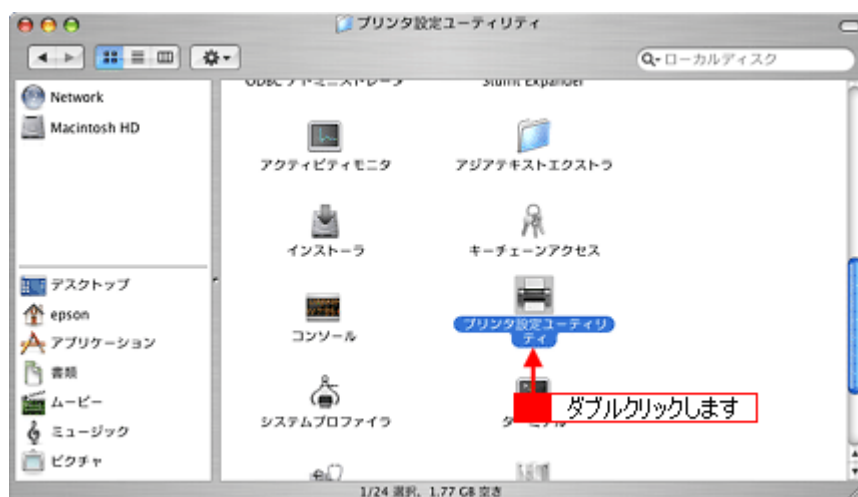 プリンタ設定ユーティリティ
ローカルディスク
Network
Macintosh HD
ODBC アドミニストレータ
StuffIt Expander
アクティビティモニタ
アジアテキストエクストラ
インストーラ
キーチェーンアクセス
デスクトップ
epson
アプリケーション
書類
ムービー
ミュージック
ピクチャ
コンソール
プリンタ設定ユーティリ
ティ
ダブルクリックします
システムプロファイラ
ターミナル
1/24 選択、1.77 GB 空き